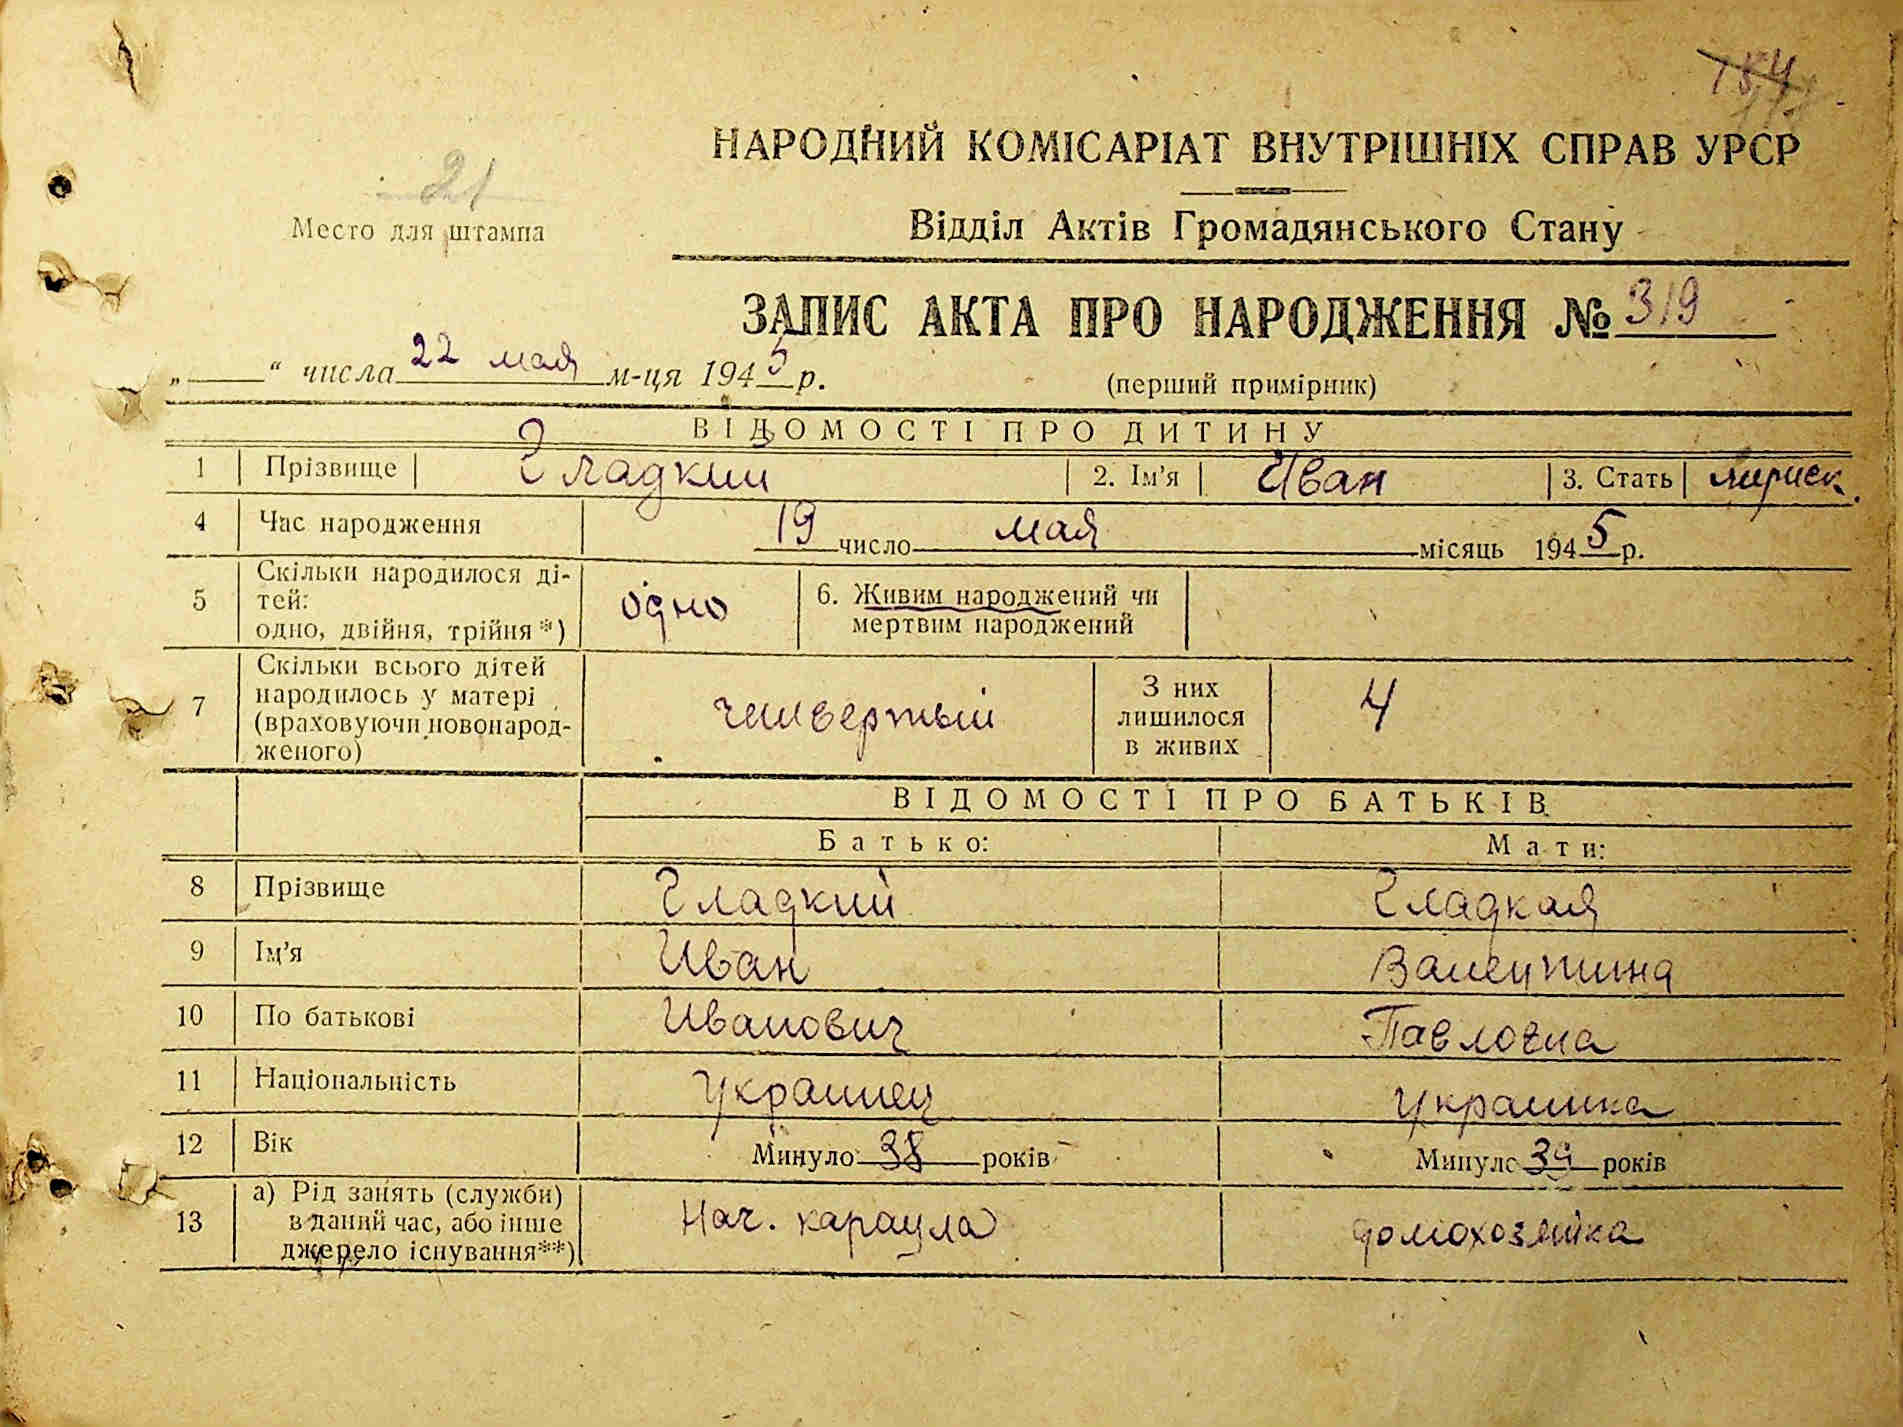 184
НАРОДНИЙ КОМІСАРІАТ ВНУТРІШНІХ СПРАВ УРСР
21
Место для штампа
Відділ Актів Громадянського Стану
ЗАПИС АКТА ПРО НАРОДЖЕННЯ № 319
„ “ числа 22 мая м-ця 1945 р.
(перший примірник)
ВІДОМОСТІ ПРО ДИТИНУ
1 Прізвище Гладкий 2. Ім’я Иван 3. Стать
4 Час народження 19 число мая місяць 1945 р.
5 Скільки народилося ді-
тей:
одно, двійня, трійня*) одно 6. Живим народжений чи
мертвим народжений
7 Скільки всього дітей
народилось у матері
(враховуючи новонарод-
женого) четвертый З них
лишилося
в живих 4
ВІДОМОСТІ ПРО БАТЬКІВ
Батько: Мати:
8 Прізвище Гладкий Гладкая
9 Ім’я Иван Валентина
10 По батькові Иванович Павловна
11 Національність Украинец Украинка
12 Вік Минуло 38 років Минуло 39 років
13 а) Рід занять (служби)
в даний час, або інше
джерело існування**) Нач. караула домохозяйка